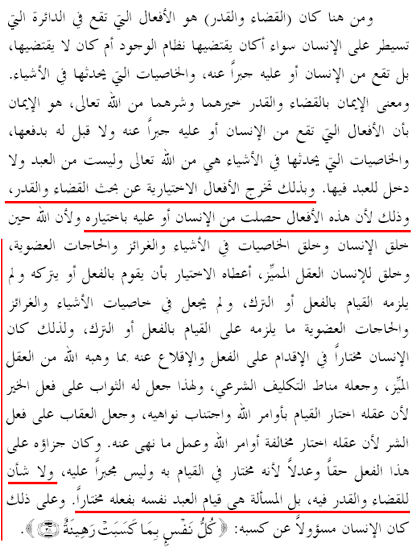 ومن هنا كان (القضاء والقدر) هو الأفعال التي تقع في الدائرة التي
تسيطر على الإنسان سواء أكان يقتضيها نظام الوجود أم كان لا يقتضيها،
بل تقع من الإنسان أو عليه جبراً عنه، والخاصيات التي يحدثها في الأشياء.
ومعنى الإيمان بالقضاء والقدر خيرهما وشرهما من الله تعالى، هو الإيمان
بأن الأفعال التي تقع من الإنسان أو عليه جبراً عنه ولا قبل له بدفعها،
والخاصيات التي يحدثها في الأشياء هي من الله تعالى وليست من العبد ولا
دخل للعبد فيها. وبذلك تخرج الأفعال الاختيارية عن بحث القضاء والقدر،
وذلك لأن هذه الأفعال حصلت من الإنسان أو عليه باختياره ولأن الله حين
خلق الإنسان وخلق الخاصيات في الأشياء والغرائز والحاجات العضوية،
وخلق للإنسان العقل المميِّز، أعطاه الاختيار بأن يقوم بالفعل أو يتركه ولم
يلزمه القيام بالفعل أو الترك، ولم يجعل في خاصيات الأشياء والغرائز
والحاجات العضوية ما يلزمه على القيام بالفعل أو الترك، ولذلك كان
الإنسان مختاراً في الإقدام على الفعل والإقلاع عنه بما وهبه الله من العقل
المميِّز، وجعله مناط التكليف الشرعي، ولهذا جعل له الثواب على فعل الخير
لأن عقله اختار القيام بأوامر الله واجتناب نواهيه، وجعل العقاب على فعل
الشر لأن عقله اختار مخالفة أوامر الله وعمل ما نهى عنه. وكان جزاؤه على
هذا الفعل حقاً وعدلاً لأنه مختار في القيام به وليس مجبراً عليه، ولا شأن
للقضاء والقدر فيه، بل المسألة هي قيام العبد نفسه بفعله مختاراً. وعلى ذلك
كان الإنسان مسؤولاً عن كسبه: ﴿كُلُّ نَفْسٍ بِمَا كَسَبَتْ رَهِينَةٌ﴾.